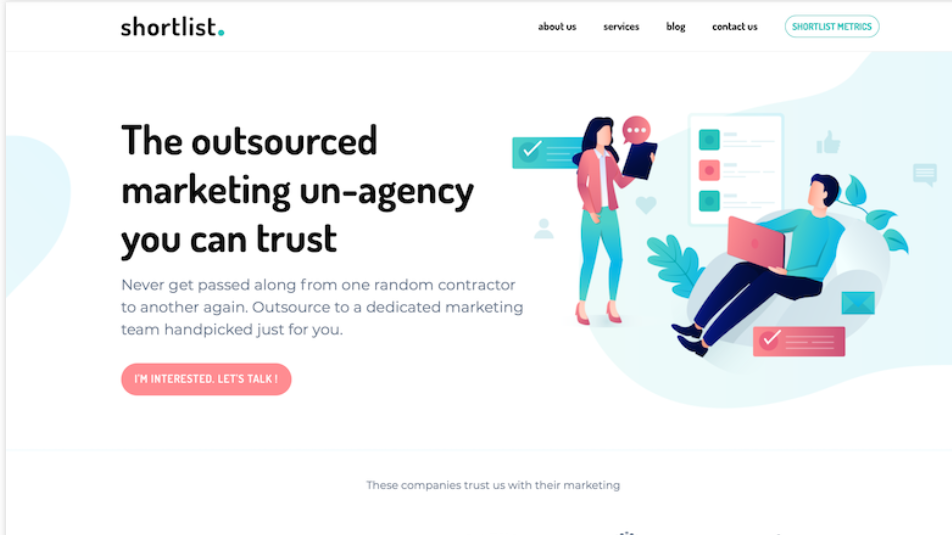 shortlist.
about us
services
blog
contact us
SHORTLIST METRICS
The outsourced
marketing un-agency
you can trust
Never get passed along from one random contractor
to another again. Outsource to a dedicated marketing
team handpicked just for you.
I'M INTERESTED. LET'S TALK !
These companies trust us with their marketing